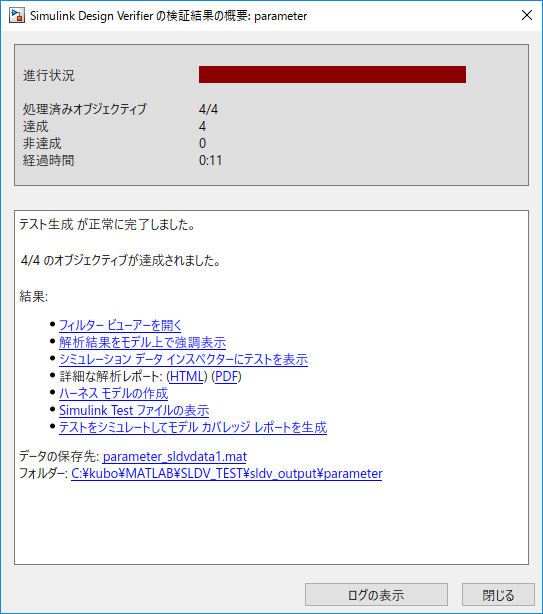 Simulink Design Verifier の検証結果の概要: parameter
進行状況
処理済みオブジェクティブ 4/4
達成 4
非達成 0
経過時間 0:11
テスト生成 が正常に完了しました。
4/4 のオブジェクティブが達成されました。
結果:
• フィルター ビューアーを開く
• 解析結果をモデル上で強調表示
• シミュレーション データ インスペクターにテストを表示
• 詳細な解析レポート: (HTML) (PDF)
• ハーネス モデルの作成
• Simulink Test ファイルの表示
• テストをシミュレートしてモデル カバレッジ レポートを生成
データの保存先: parameter_sldvdata1.mat
フォルダー: C:¥kubo¥MATLAB¥SLDV_TEST¥sldv_output¥parameter
ログの表示 閉じる